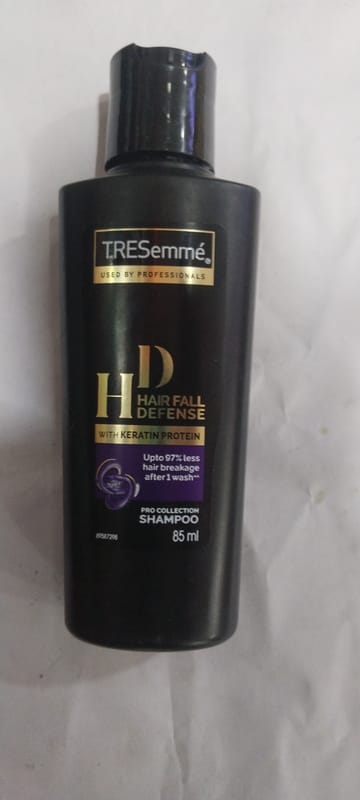 TRESemmé®
USED BY PROFESSIONALS
HD
HAIR FALL
DEFENSE
WITH KERATIN PROTEIN
Upto 97% less
hair breakage
after 1 wash**
PRO COLLECTION
SHAMPOO
85 ml